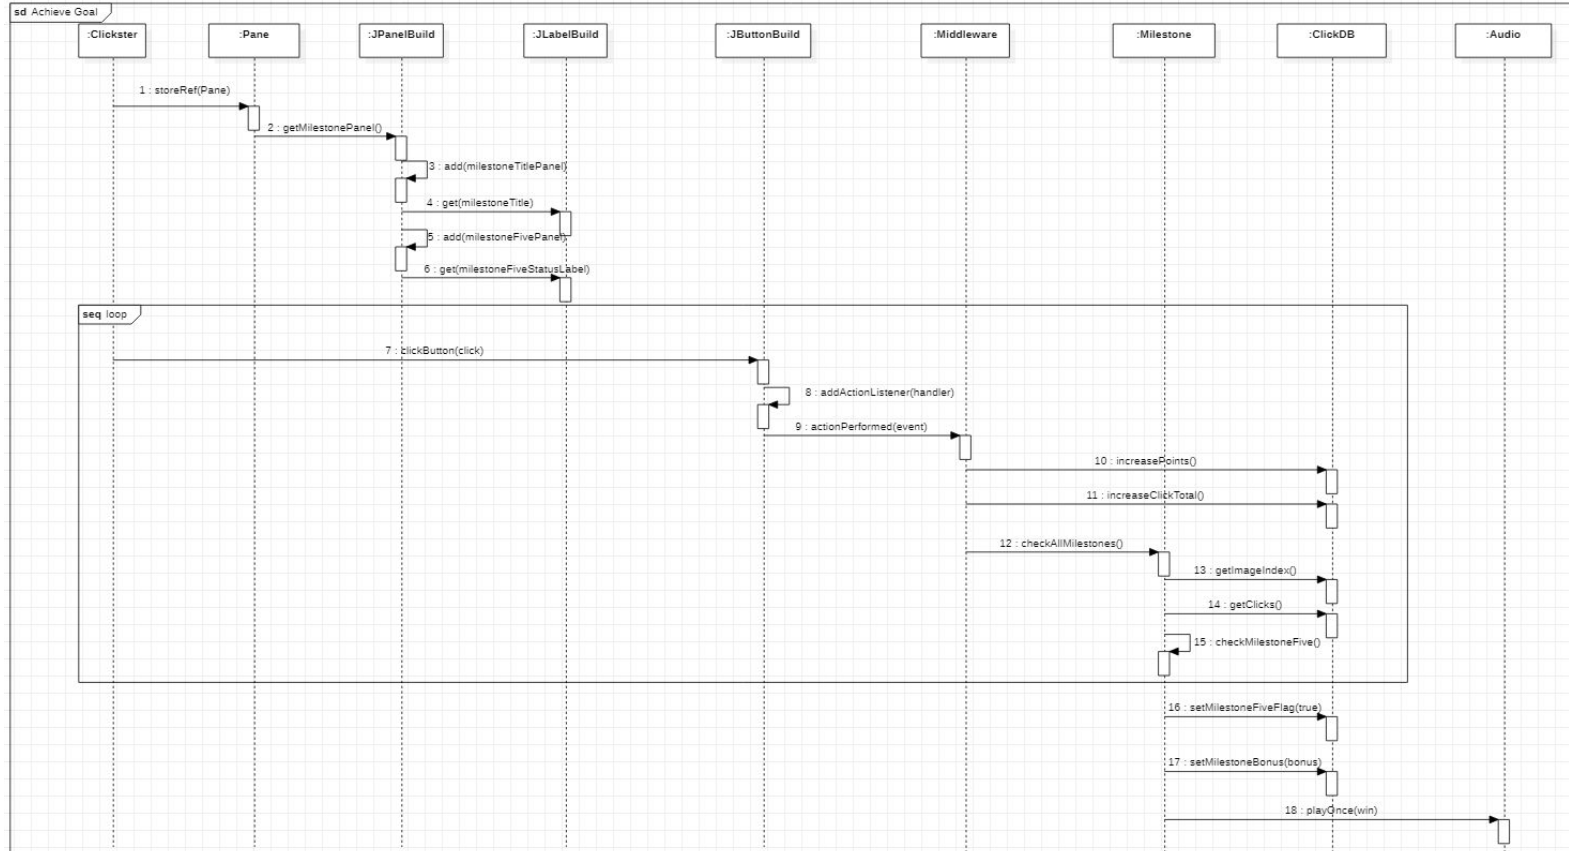 sd Achieve Goal
:Clickster
:Pane
:JPanelBuild
:JLabelBuild
:JButtonBuild
:Middleware
:Milestone
:ClickDB
:Audio
1 : storeRef(Pane)
2 : getMilestonePanel()
3 : add(milestoneTitlePanel)
4 : get(milestoneTitle)
5 : add(milestoneFivePanel)
6 : get(milestoneFiveStatusLabel)
seq loop
7 : clickButton(click)
8 : addActionListener(handler)
9 : actionPerformed(event)
10 : increasePoints()
11 : increaseClickTotal()
12 : checkAllMilestones()
13 : getImageIndex()
14 : getClicks()
15 : checkMilestoneFive()
16 : setMilestoneFiveFlag(true)
17 : setMilestoneBonus(bonus)
18 : playOnce(win)